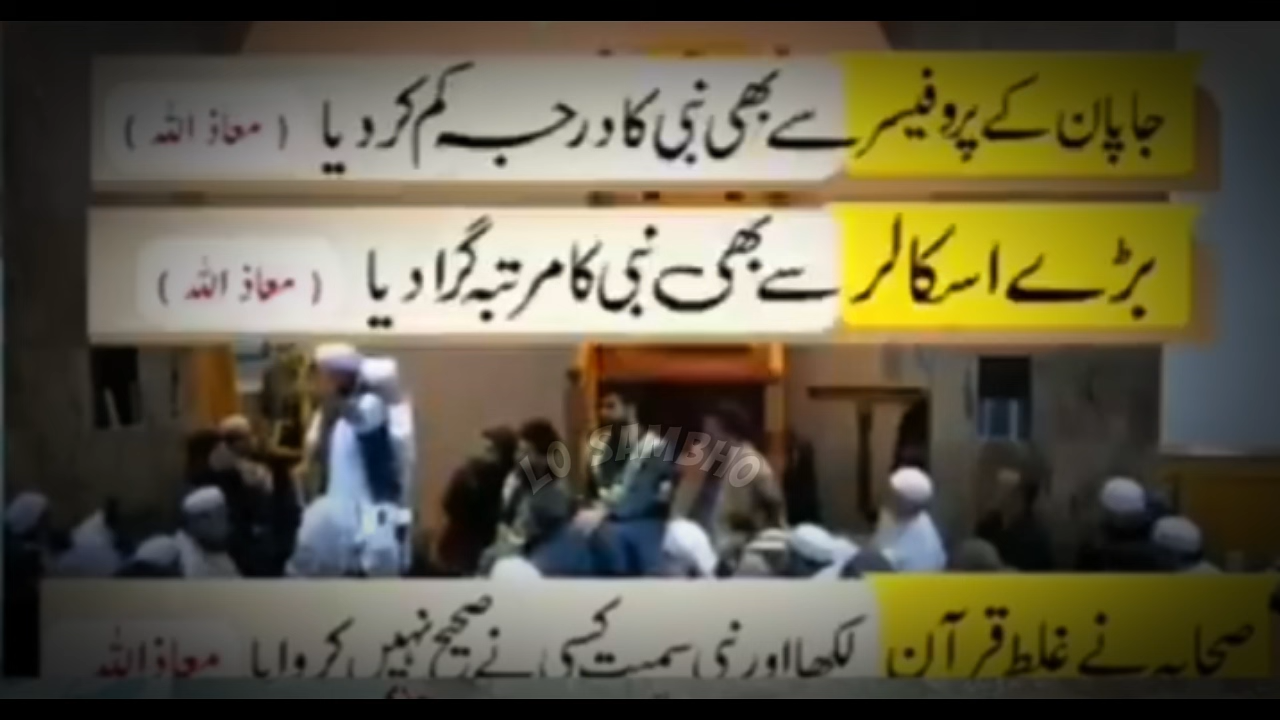 جاپان کے پروفیسر سے بھی نبی کا درجہ کم کر دیا ( معاذ اللہ )
بڑے اسکالر سے بھی نبی کا مرتبہ گرا دیا ( معاذ اللہ )
LO SAMBHO
صحابہ نے غلط قرآن لکھا اور نبی سمیت کسی نے صحیح نہیں کروایا معاذ اللہ